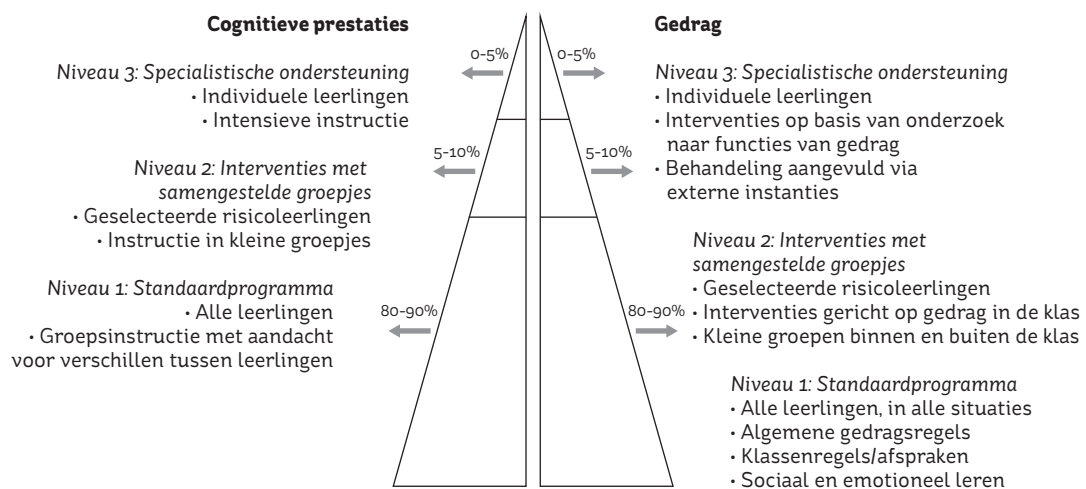 Cognitieve prestaties
0-5%
Niveau 3: Specialistische ondersteuning
• Individuele leerlingen
• Intensieve instructie
5-10%
Niveau 2: Interventies met
samengestelde groepjes
• Geselecteerde risicoleerlingen
• Instructie in kleine groepjes
Niveau 1: Standaardprogramma
80-90%
• Alle leerlingen
• Groepsinstructie met aandacht
voor verschillen tussen leerlingen
Gedrag
0-5%
Niveau 3: Specialistische ondersteuning
• Individuele leerlingen
• Interventies op basis van onderzoek
naar functies van gedrag
5-10%
• Behandeling aangevuld via
externe instanties
Niveau 2: Interventies met
samengestelde groepjes
• Geselecteerde risicoleerlingen
80-90%
• Interventies gericht op gedrag in de klas
• Kleine groepen binnen en buiten de klas
Niveau 1: Standaardprogramma
• Alle leerlingen, in alle situaties
• Algemene gedragsregels
• Klassenregels/afspraken
• Sociaal en emotioneel leren